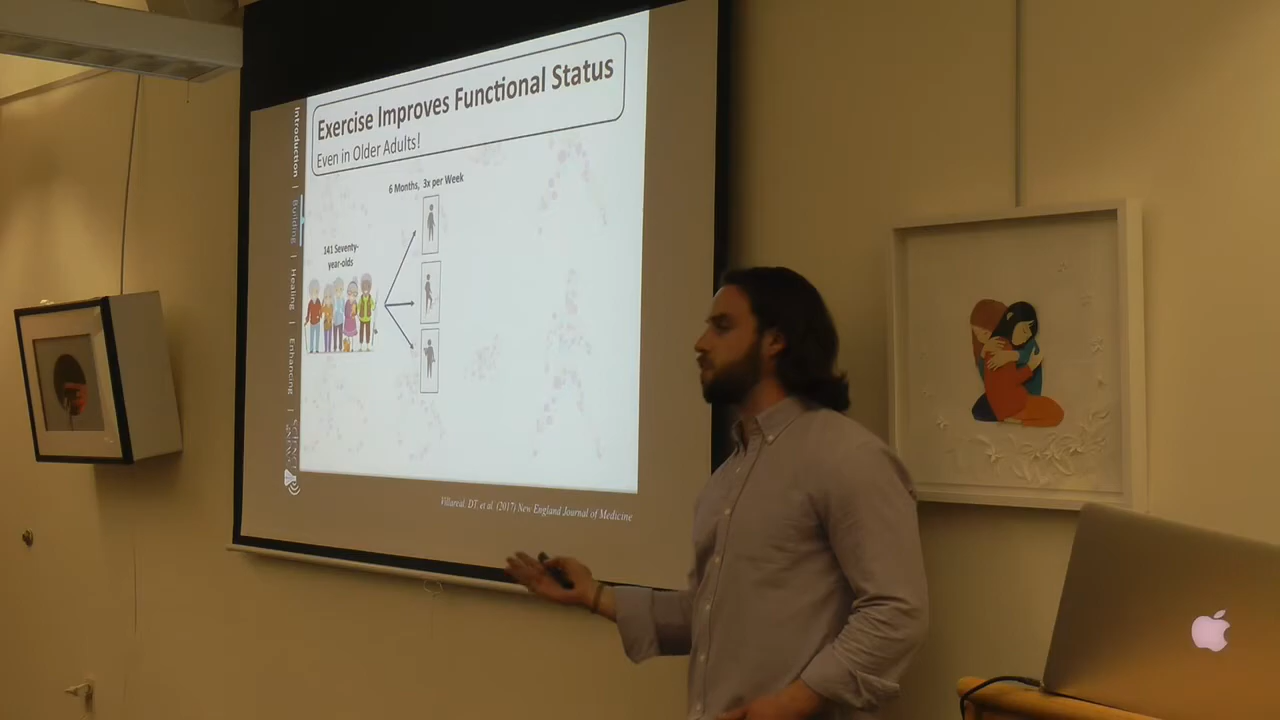 Exercise Improves Functional Status
Even in Older Adults!
6 Months, 3x per Week
141 Seventy-
year-olds
Introduction | Building | Healing | Enhancing |
SCIENCE
Villareal, DT. et al. (2017) New England Journal of Medicine